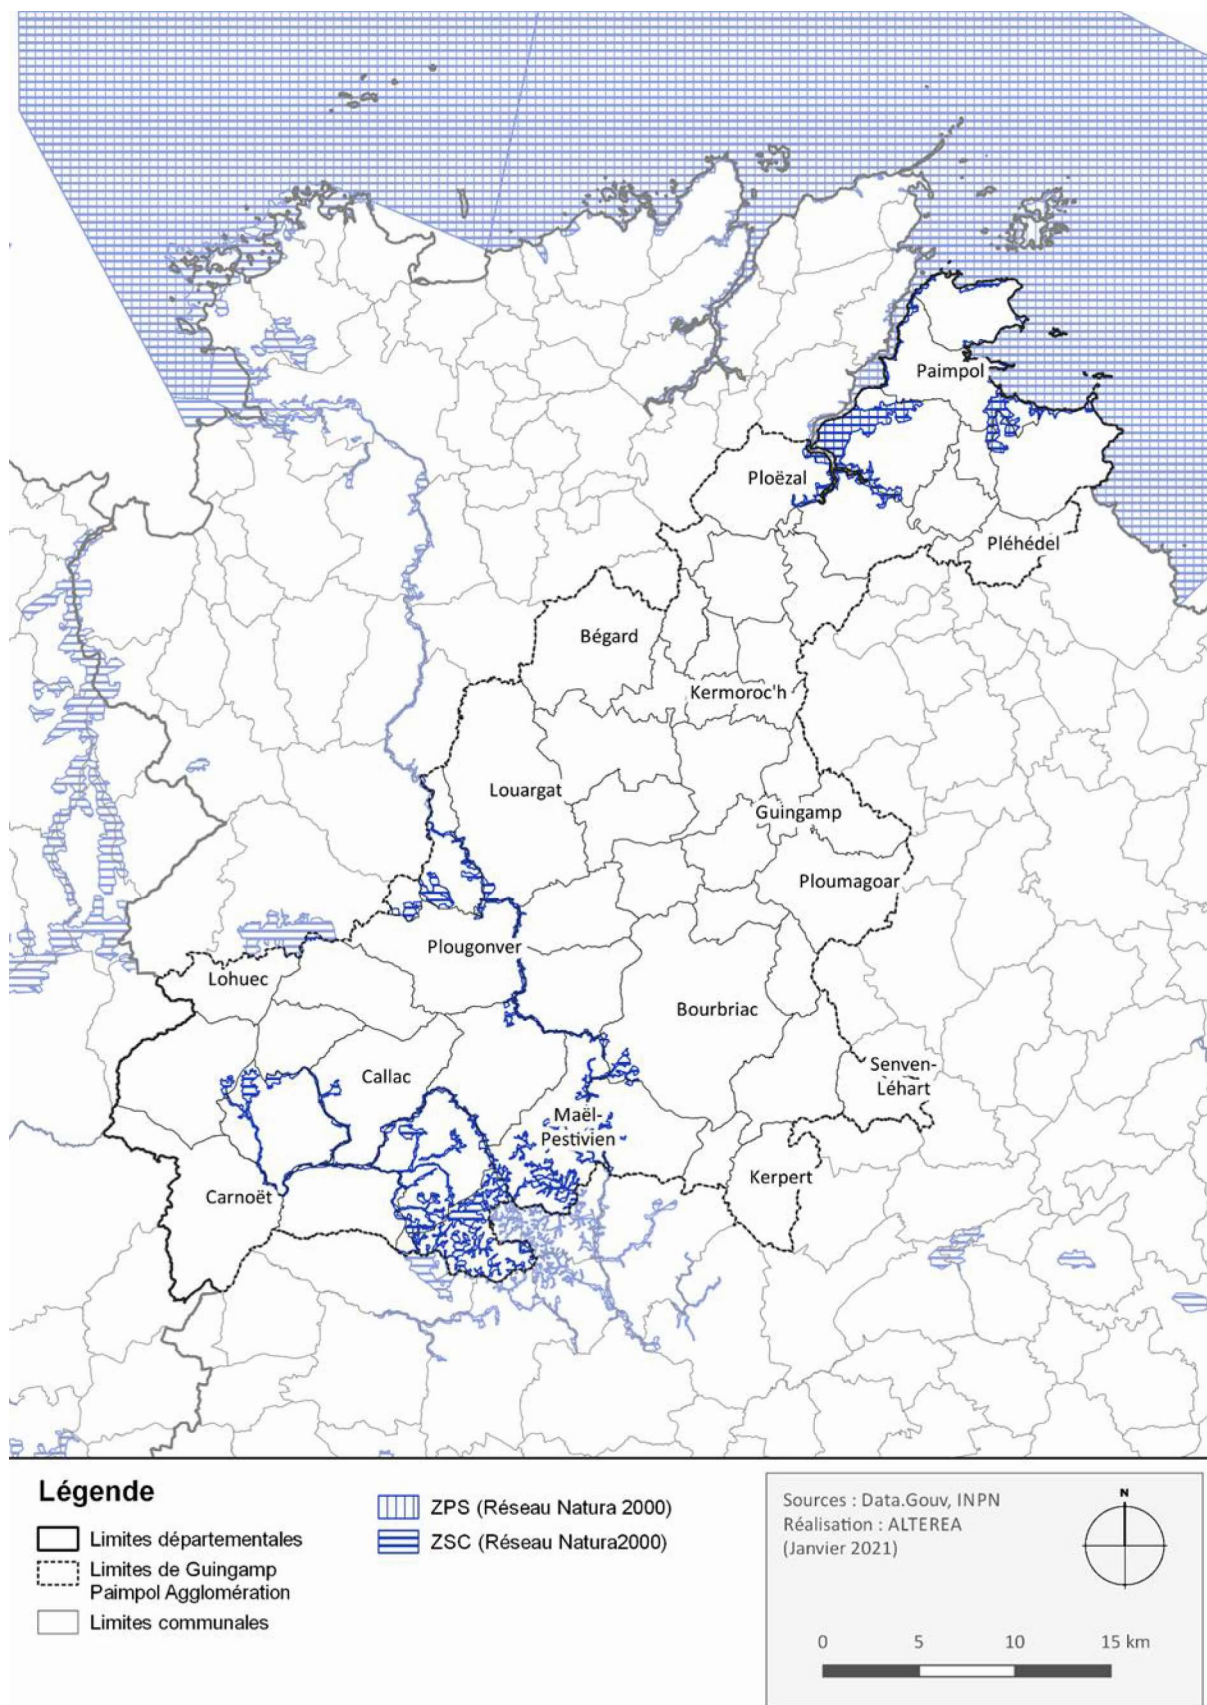 Paimpol
Ploëzal
Pléhédel
Bégard
Kermoroc'h
Louargat
Guingamp
Ploumagoar
Plougonver
Lohuec
Bourbriac
Callac
Senven-
Léhart
Maël-
Pestivien
Kerpert
Carnoët
Légende
Limites départementales
Limites de Guingamp
Paimpol Agglomération
Limites communales
ZPS (Réseau Natura 2000)
ZSC (Réseau Natura2000)
Sources : Data.Gouv, INPN
Réalisation : ALTEREA
(Janvier 2021)
N
0 5 10 15 km